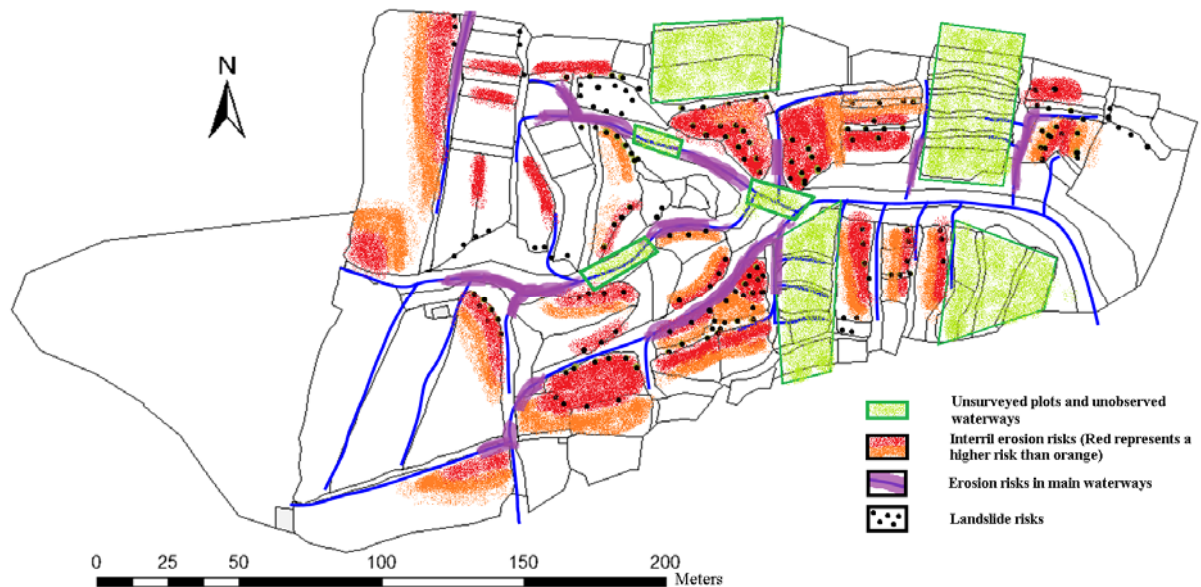 N
Unsurveyed plots and unobserved
waterways
Interril erosion risks (Red represents a
higher risk than orange)
Erosion risks in main waterways
Landslide risks
0 25 50 100 150 200
Meters